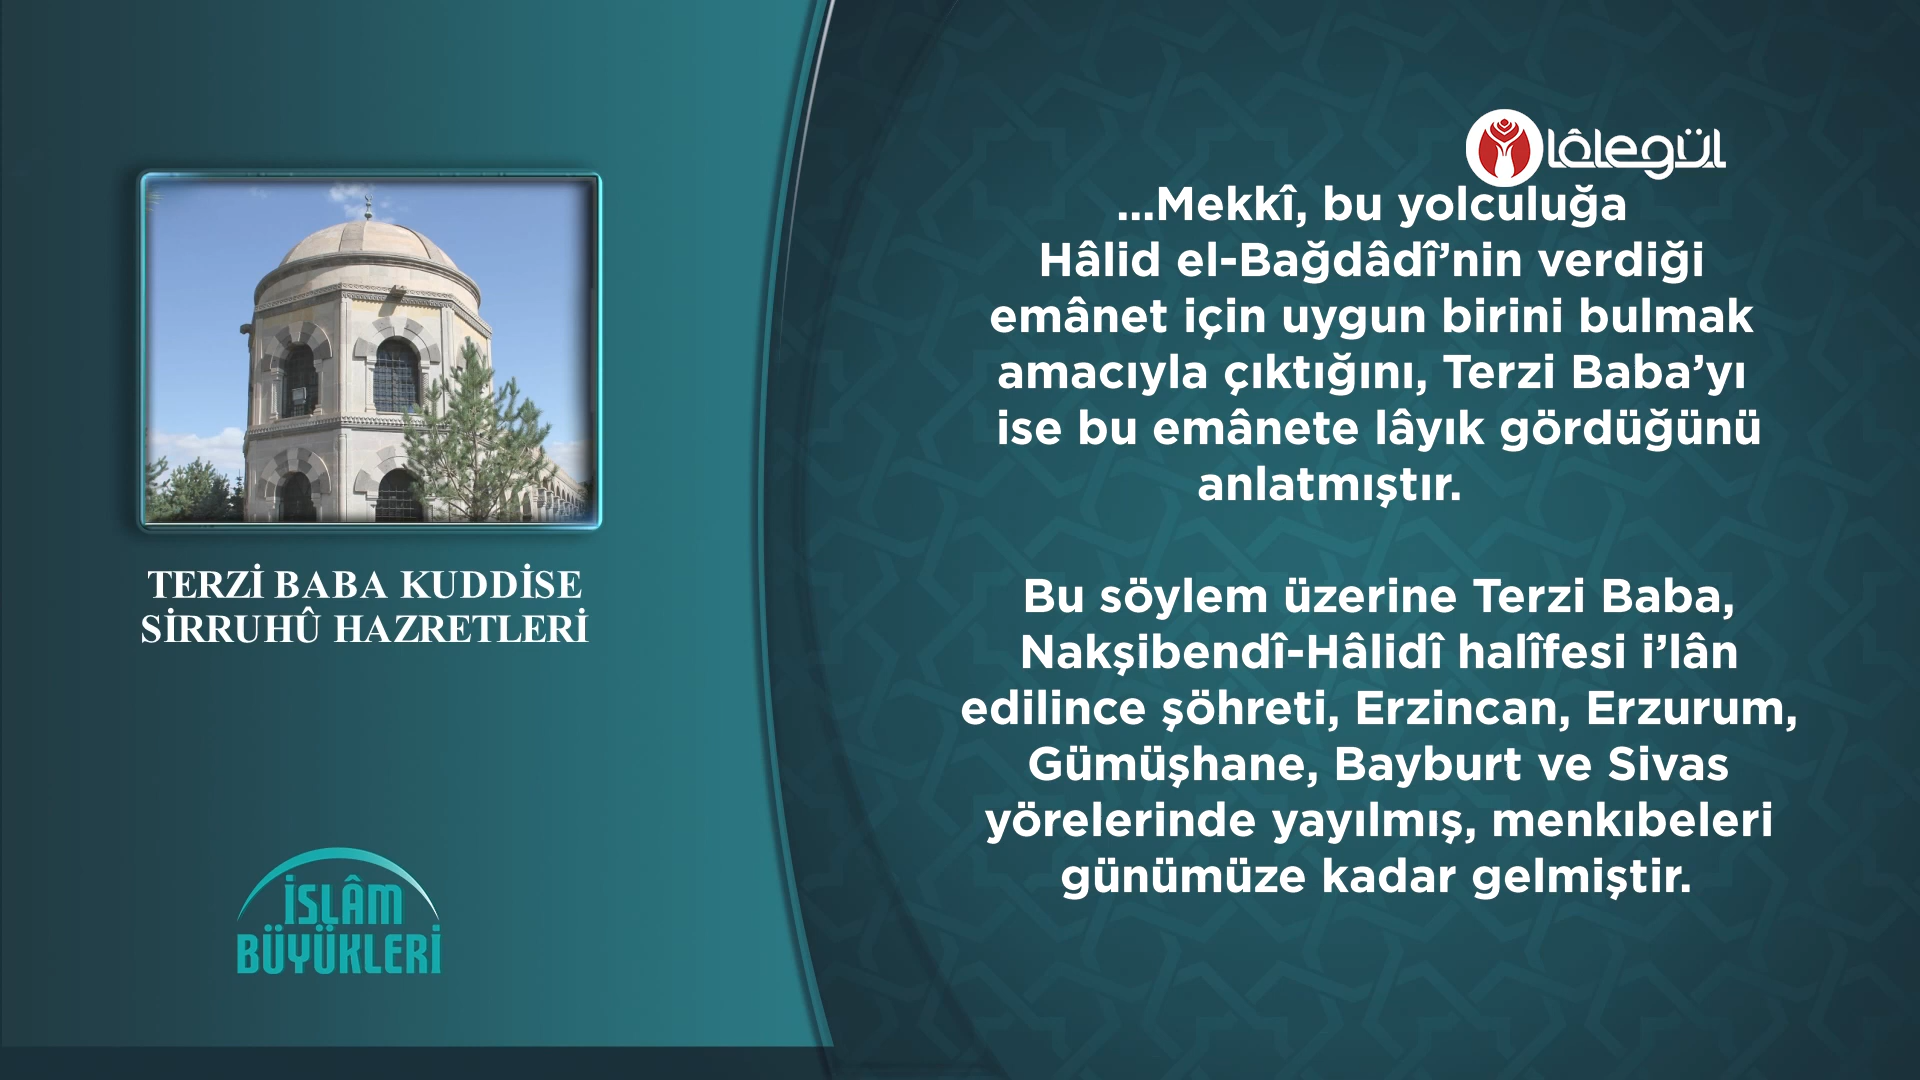 lâlegül
...Mekkî, bu yolculuğa
Hâlid el-Bağdâdî’nin verdiği
emânet için uygun birini bulmak
amacıyla çıktığını, Terzi Baba’yı
ise bu emânete lâyık gördüğünü
anlatmıştır.
Bu söylem üzerine Terzi Baba,
Nakşibendî-Hâlidî halîfesi i’lân
edilince şöhreti, Erzincan, Erzurum,
Gümüşhane, Bayburt ve Sivas
yörelerinde yayılmış, menkıbeleri
günümüze kadar gelmiştir.
TERZİ BABA KUDDİSE
SİRRUHÛ HAZRETLERİ
İSLÂM
BÜYÜKLERİ